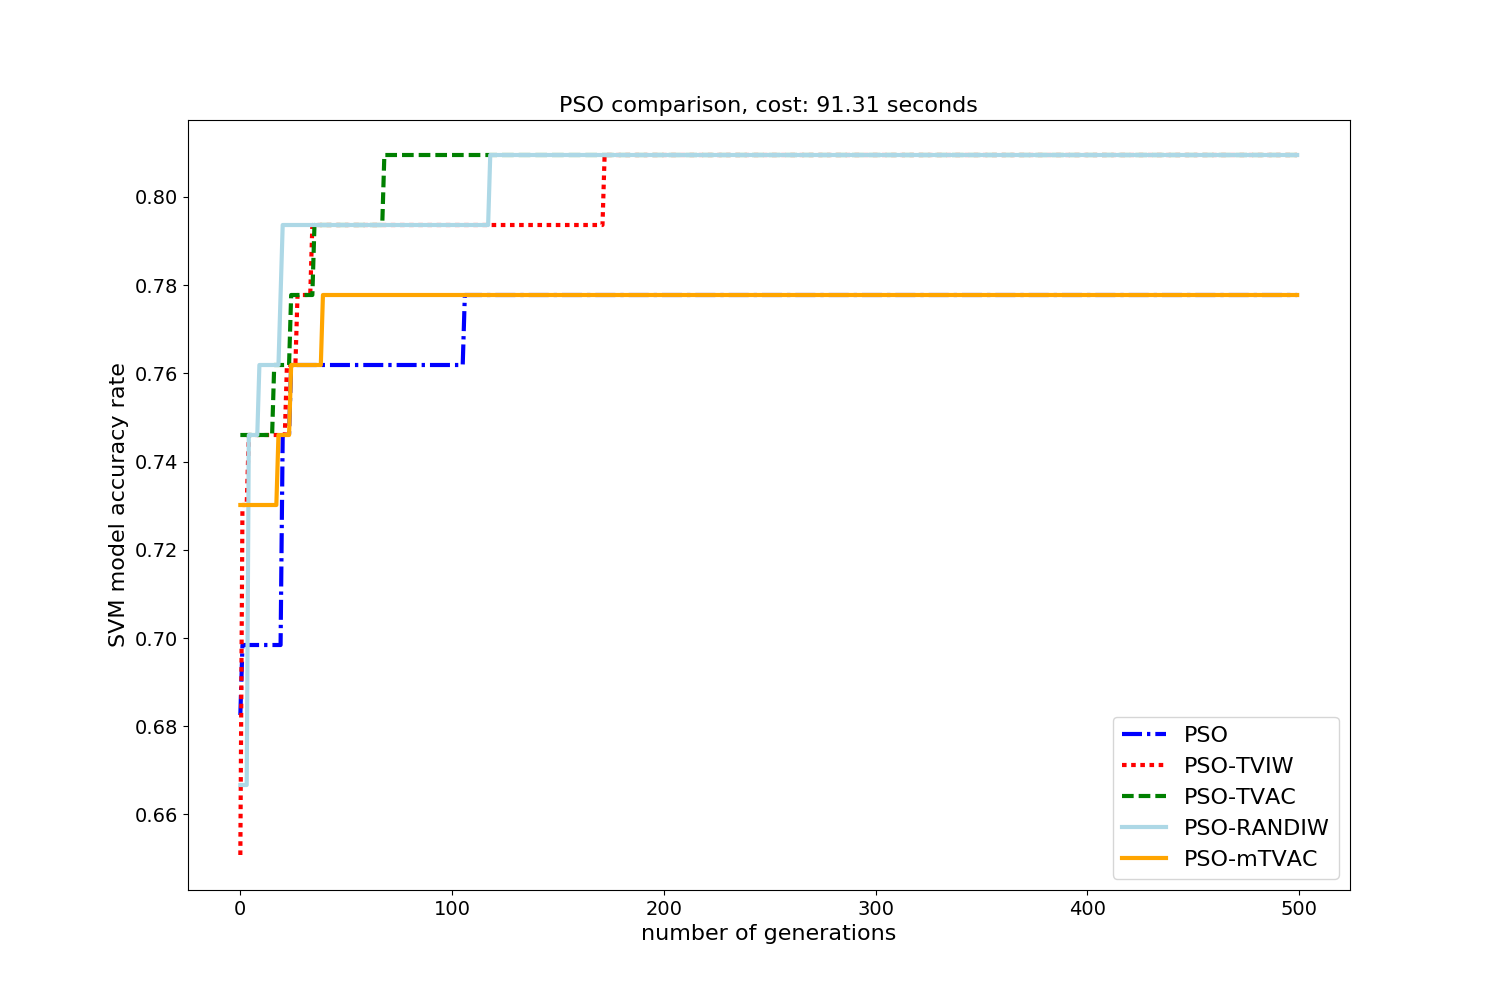 PSO comparison, cost: 91.31 seconds
SVM model accuracy rate
0.80
0.78
0.76
0.74
0.72
0.70
0.68
0.66
0
100
200
300
400
500
number of generations
PSO
PSO-TVIW
PSO-TVAC
PSO-RANDIW
PSO-mTVAC